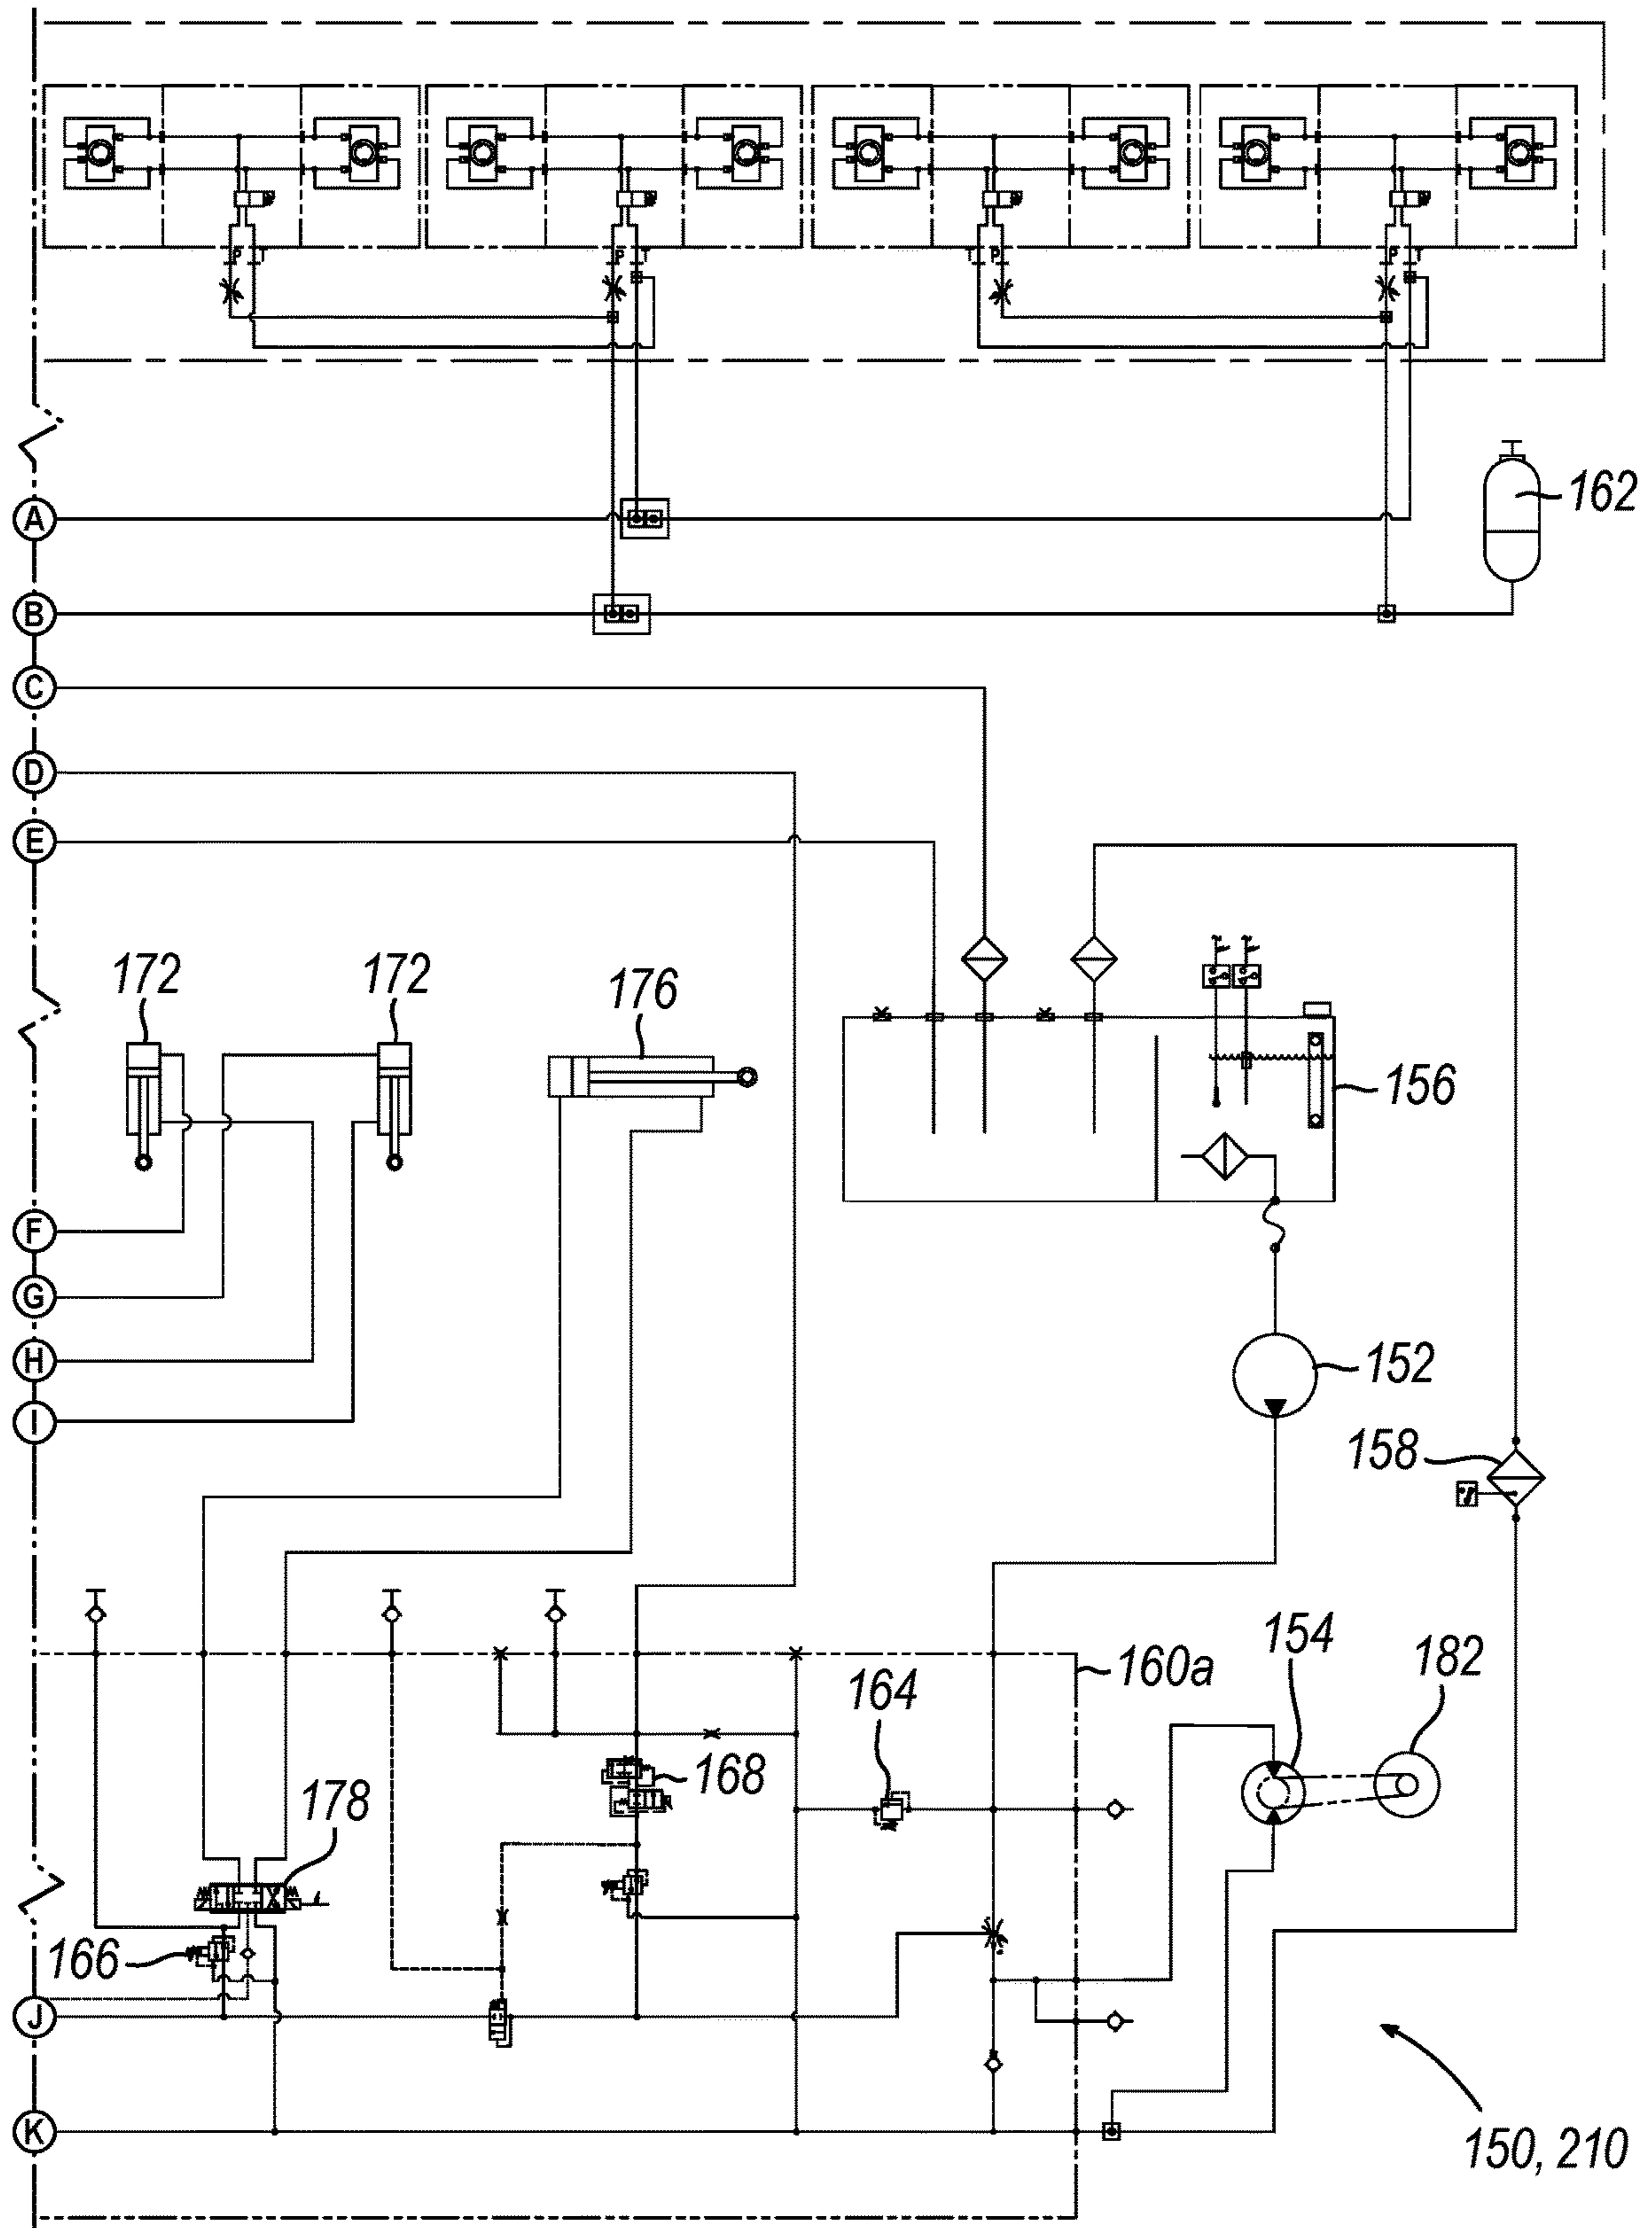 P T
P T
T P
P T
A
162
B
C
D
E
172 172 176
156
F
G
H
152
I
158
154
160a
182
164
168
178
166
J
K
150, 210